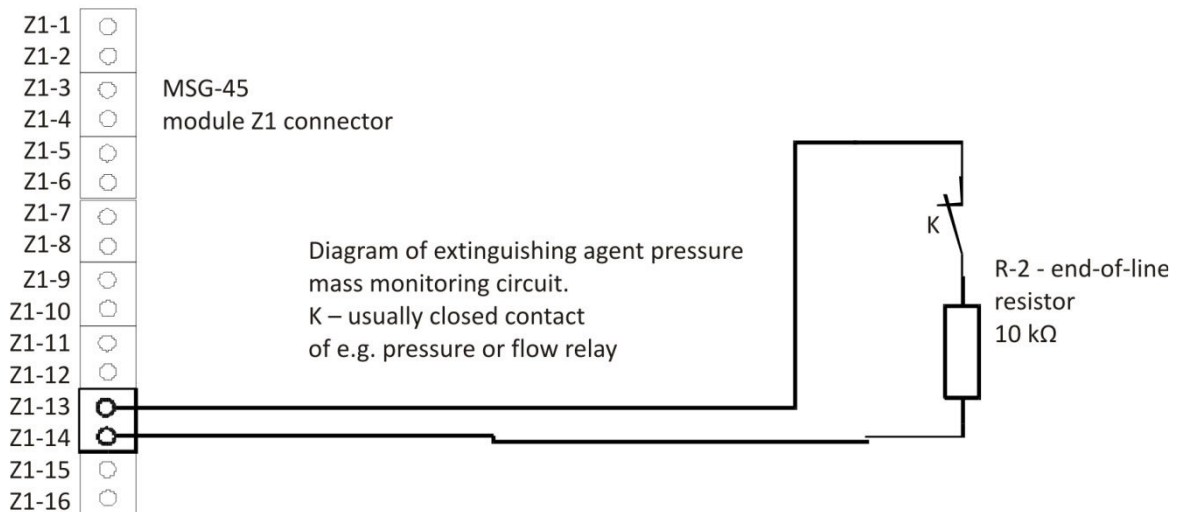 Z1-1
Z1-2
Z1-3
Z1-4
Z1-5
Z1-6
Z1-7
Z1-8
Z1-9
Z1-10
Z1-11
Z1-12
Z1-13
Z1-14
Z1-15
Z1-16
MSG-45
module Z1 connector
Diagram of extinguishing agent pressure
mass monitoring circuit.
K – usually closed contact
of e.g. pressure or flow relay
K
R-2 - end-of-line
resistor
10 kΩ